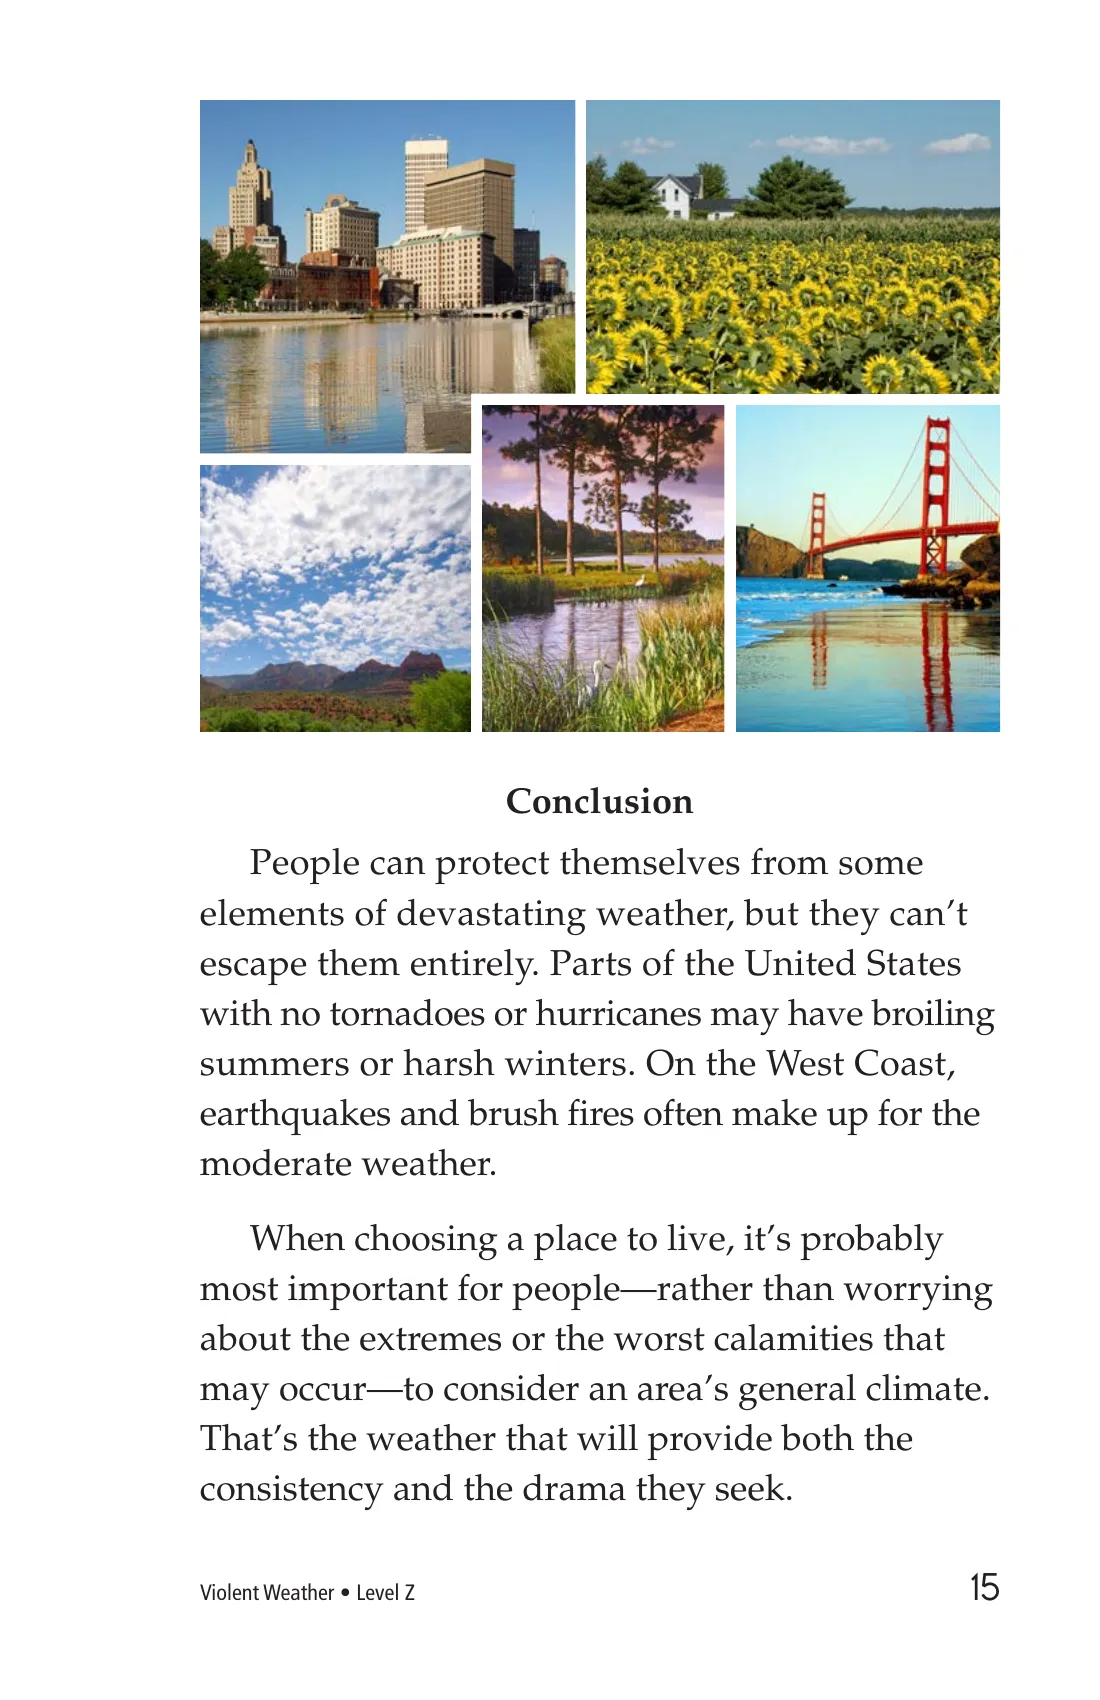 Conclusion
People can protect themselves from some
elements of devastating weather, but they can’t
escape them entirely. Parts of the United States
with no tornadoes or hurricanes may have broiling
summers or harsh winters. On the West Coast,
earthquakes and brush fires often make up for the
moderate weather.
When choosing a place to live, it’s probably
most important for people—rather than worrying
about the extremes or the worst calamities that
may occur—to consider an area’s general climate.
That’s the weather that will provide both the
consistency and the drama they seek.
Violent Weather • Level Z
15